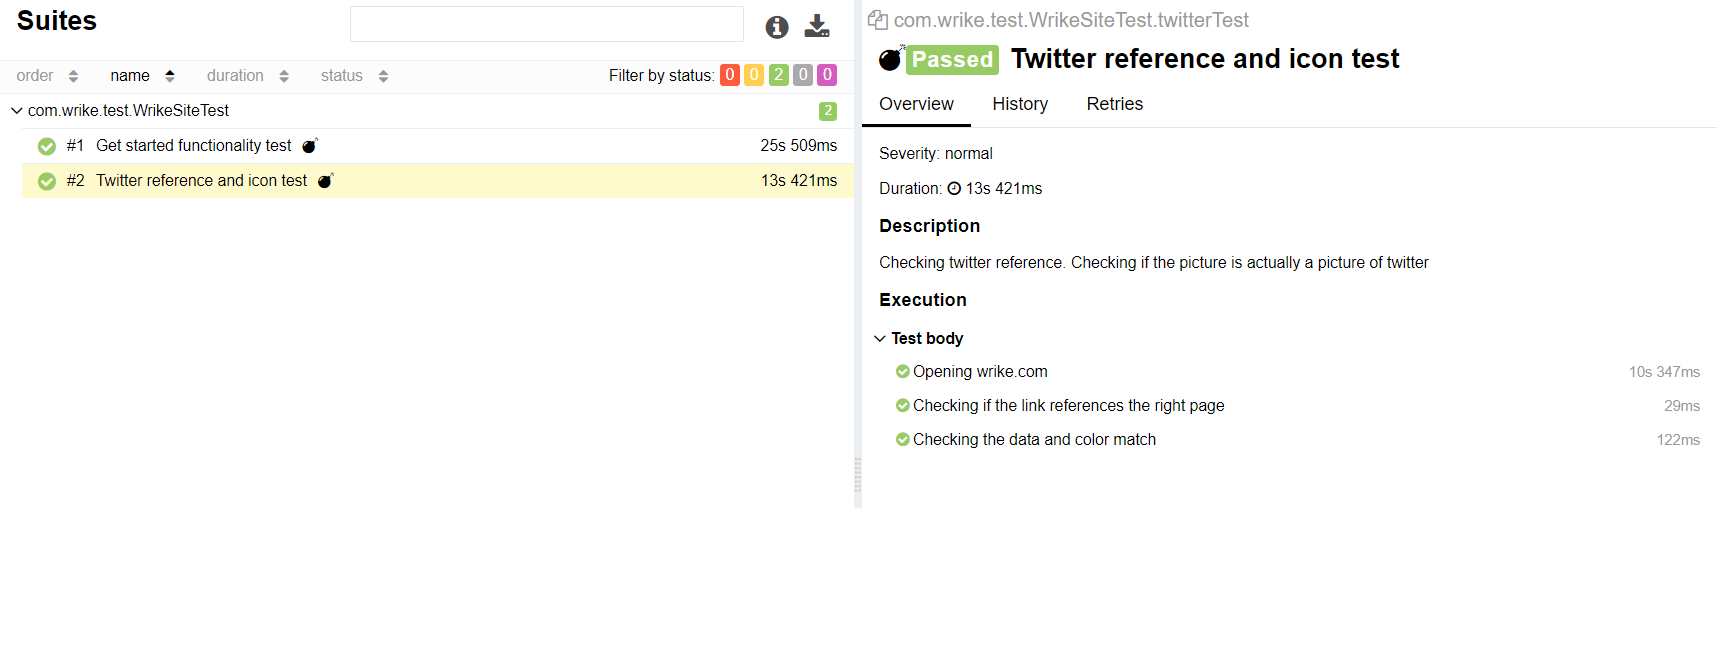 Suites
order name duration status Filter by status: 0 0 2 0 0
com.wrike.test.WrikeSiteTest 2
#1 Get started functionality test 25s 509ms
#2 Twitter reference and icon test 13s 421ms
com.wrike.test.WrikeSiteTest.twitterTest
Passed Twitter reference and icon test
Overview History Retries
Severity: normal
Duration: 13s 421ms
Description
Checking twitter reference. Checking if the picture is actually a picture of twitter
Execution
Test body
Opening wrike.com 10s 347ms
Checking if the link references the right page 29ms
Checking the data and color match 122ms